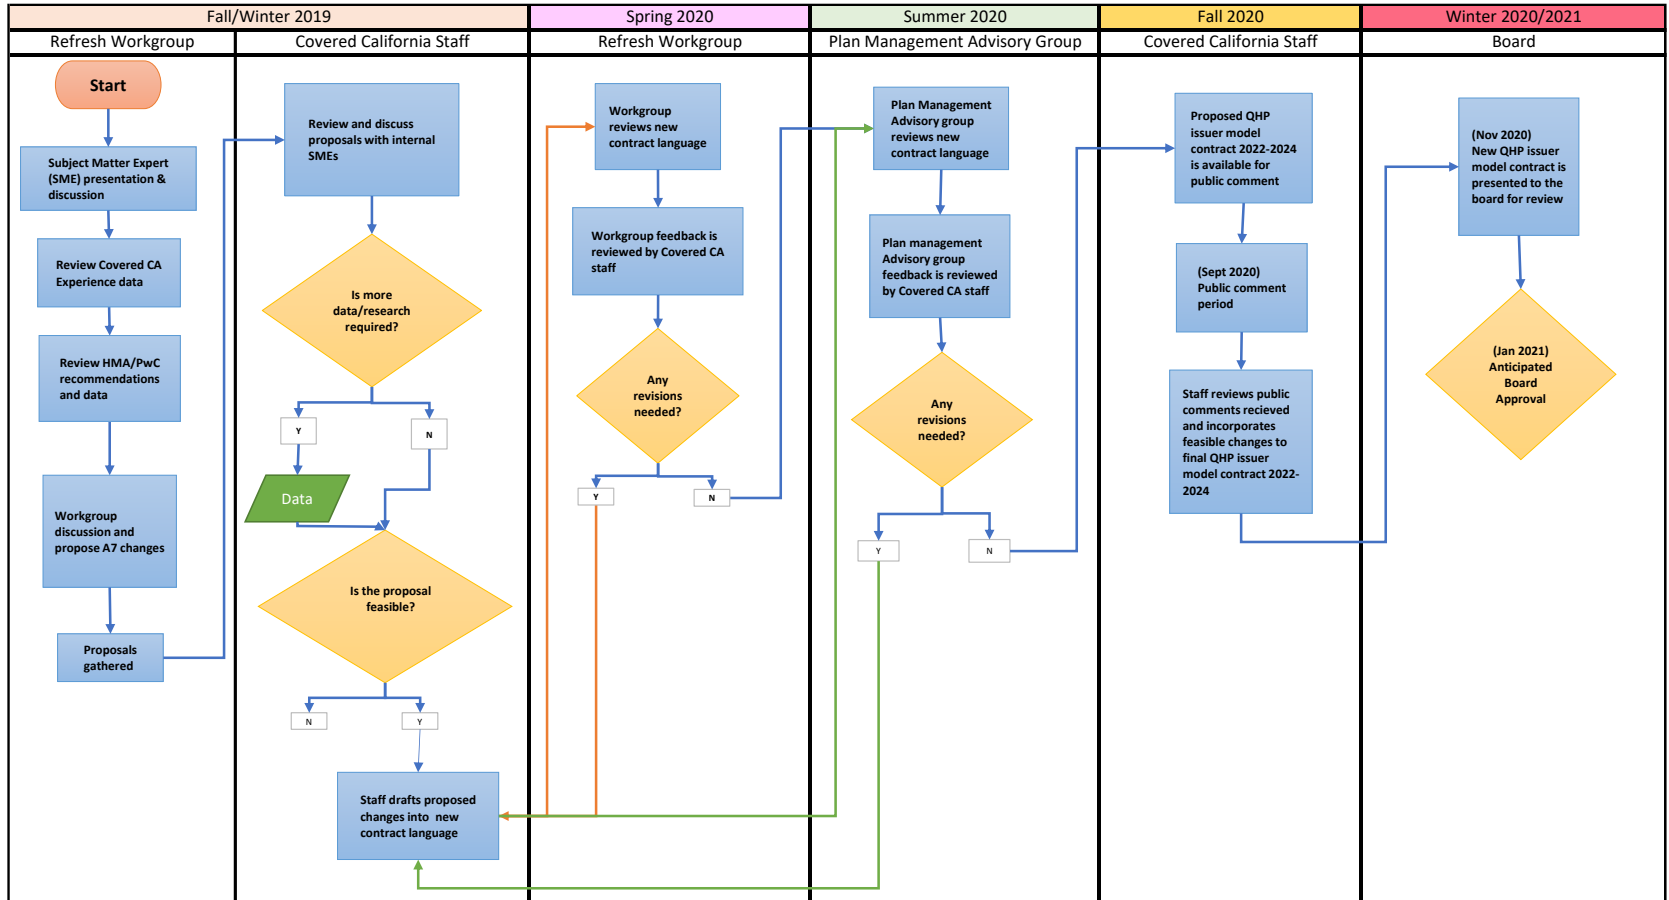 Fall/Winter 2019
Spring 2020
Summer 2020
Fall 2020
Winter 2020/2021
Refresh Workgroup
Covered California Staff
Refresh Workgroup
Plan Management Advisory Group
Covered California Staff
Board
Start
Subject Matter Expert
(SME) presentation &
discussion
Review Covered CA
Experience data
Review HMA/PwC
recommendations
and data
Workgroup
discussion and
propose A7 changes
Proposals
gathered
Review and discuss
proposals with internal
SMEs
Is more
data/research
required?
Y
N
Data
Is the proposal
feasible?
N
Y
Staff drafts proposed
changes into new
contract language
Workgroup
reviews new
contract language
Workgroup feedback is
reviewed by Covered CA
staff
Any
revisions
needed?
Y
N
Plan Management
Advisory group
reviews new
contract language
Plan management
Advisory group
feedback is reviewed
by Covered CA staff
Any
revisions
needed?
Y
N
Proposed QHP
issuer model
contract 2022-2024
is available for
public comment
(Sept 2020)
Public comment
period
Staff reviews public
comments recieved
and incorporates
feasible changes to
final QHP issuer
model contract 2022-
2024
(Nov 2020)
New QHP issuer
model contract is
presented to the
board for review
(Jan 2021)
Anticipated
Board
Approval